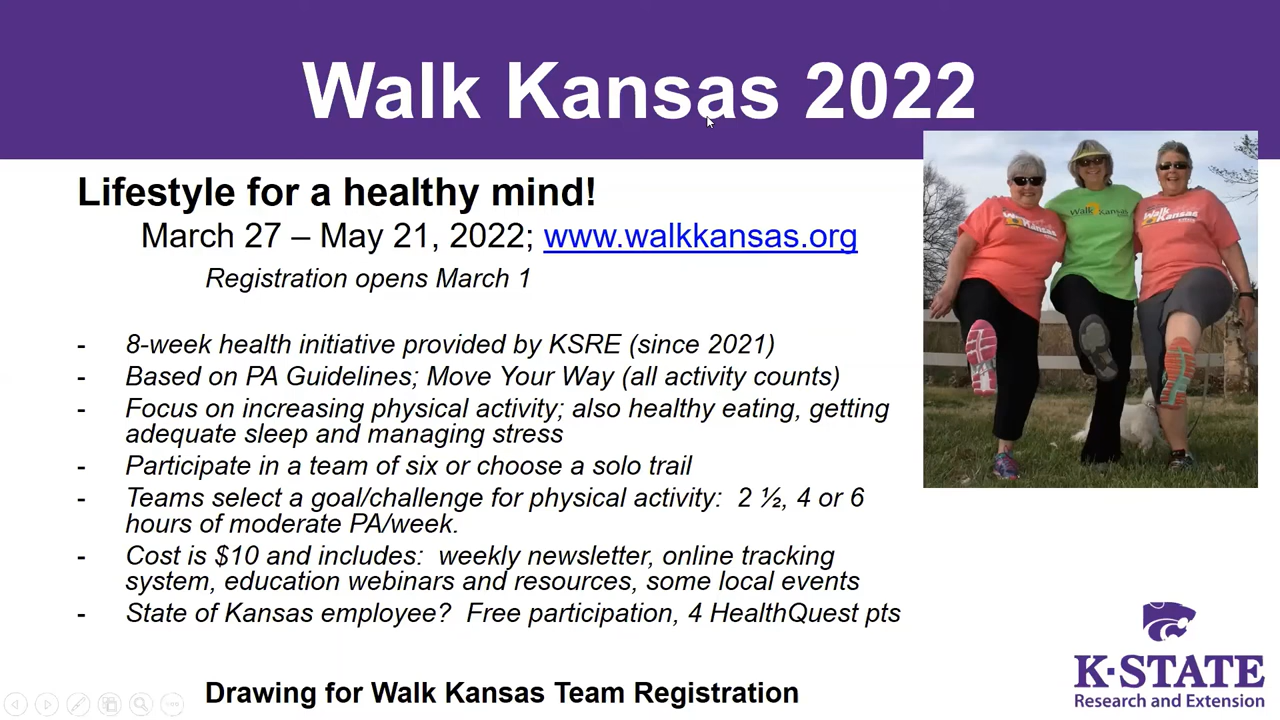 Walk Kansas 2022
Lifestyle for a healthy mind!
March 27 – May 21, 2022; www.walkkansas.org
Registration opens March 1
- 8-week health initiative provided by KSRE (since 2021)
- Based on PA Guidelines; Move Your Way (all activity counts)
- Focus on increasing physical activity; also healthy eating, getting
adequate sleep and managing stress
- Participate in a team of six or choose a solo trail
- Teams select a goal/challenge for physical activity: 2 ½, 4 or 6
hours of moderate PA/week.
- Cost is $10 and includes: weekly newsletter, online tracking
system, education webinars and resources, some local events
- State of Kansas employee? Free participation, 4 HealthQuest pts
Drawing for Walk Kansas Team Registration
Walk
Kansas
Walk Kansas
Walk
Kansas
K-STATE
Research and Extension